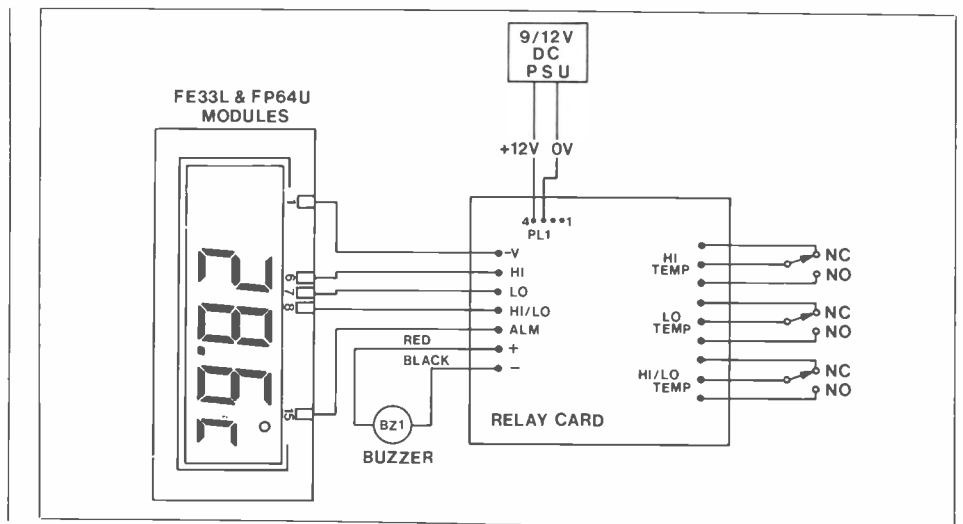 9/12V
DC
PSU
FE33L & FP64U
MODULES
+12V 0V
4 1
PL1
1
6
7
8
15
-V
HI
LO
HI/LO
ALM
+
-
RED
BLACK
BZ1
BUZZER
RELAY CARD
HI
TEMP
NC
NO
LO
TEMP
NC
NO
HI/LO
TEMP
NC
NO